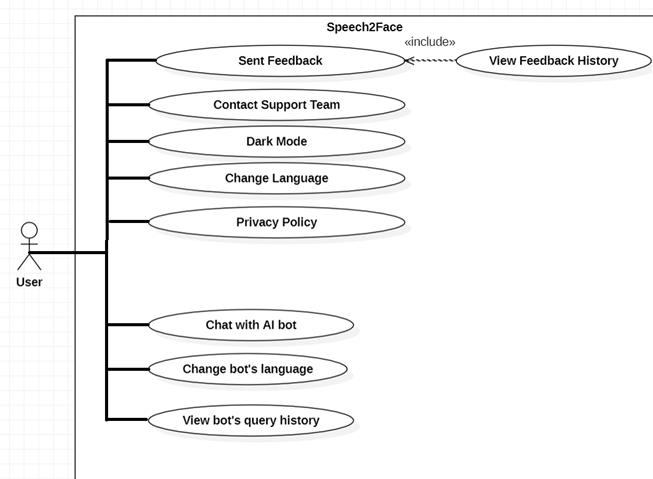 Speech2Face
«include»
Sent Feedback
View Feedback History
Contact Support Team
Dark Mode
Change Language
Privacy Policy
User
Chat with AI bot
Change bot's language
View bot's query history